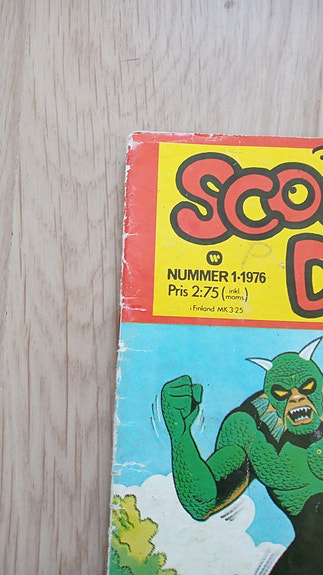 SCO
D
W
NUMMER 1·1976
Pris 2:75 (inkl. moms)
i Finland MK 3:25